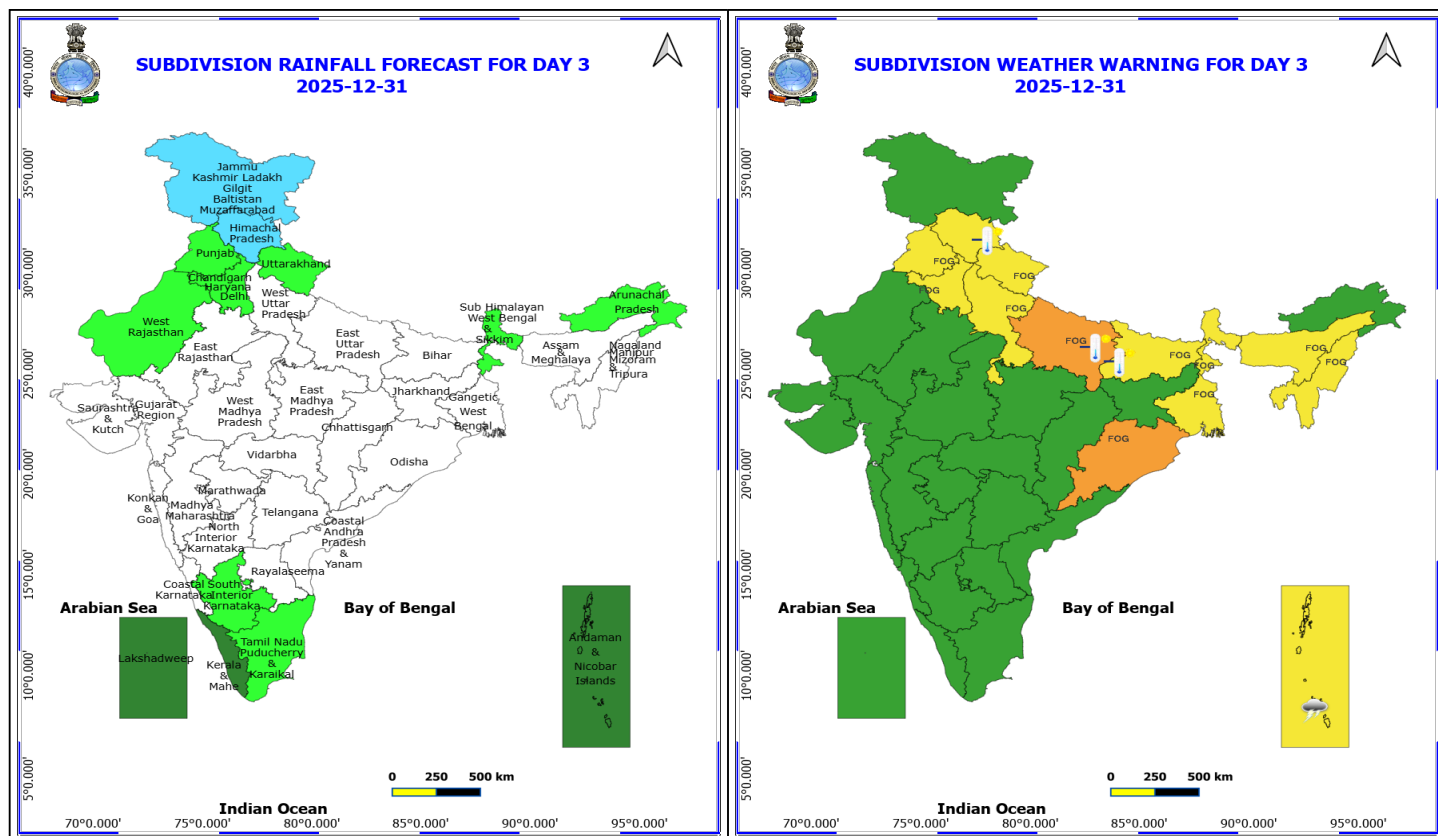 SUBDIVISION RAINFALL FORECAST FOR DAY 3
2025-12-31
40°0.000'
35°0.000'
30°0.000'
25°0.000'
20°0.000'
15°0.000'
10°0.000'
5°0.000'
Jammu
Kashmir Ladakh
Gilgit
Baltistan
Muzaffarabad
Himachal
Pradesh
Punjab
Uttarakhand
Chandigarh
Haryana
Delhi
West
Uttar
Pradesh
West
Rajasthan
East
Rajasthan
East
Uttar
Pradesh
Bihar
Sub Himalayan
West Bengal
&
Sikkim
Arunachal
Pradesh
Assam
&
Meghalaya
Nagaland
Manipur
Mizoram
&
Tripura
Saurashtra
&
Kutch
Gujarat
Region
West
Madhya
Pradesh
East
Madhya
Pradesh
Jharkhand
Gangetic
West
Bengal
Chhattisgarh
Vidarbha
Odisha
Konkan
&
Goa
Madhya
Maharashtra
Marathwada
Telangana
North
Interior
Karnataka
Coastal
Andhra
Pradesh
&
Yanam
Rayalaseema
Coastal
Karnataka
South
Interior
Karnataka
Tamil Nadu
Puducherry
&
Karaikal
Kerala
&
Mahe
Lakshadweep
Andaman
&
Nicobar
Islands
Arabian Sea
Bay of Bengal
Indian Ocean
0 250 500 km
70°0.000' 75°0.000' 80°0.000' 85°0.000' 90°0.000' 95°0.000'
SUBDIVISION WEATHER WARNING FOR DAY 3
2025-12-31
40°0.000'
35°0.000'
30°0.000'
25°0.000'
20°0.000'
15°0.000'
10°0.000'
5°0.000'
FOG
FOG
FOG
FOG
FOG
FOG
FOG
FOG
FOG
FOG
FOG
FOG
Arabian Sea
Bay of Bengal
Indian Ocean
0 250 500 km
70°0.000' 75°0.000' 80°0.000' 85°0.000' 90°0.000' 95°0.000'